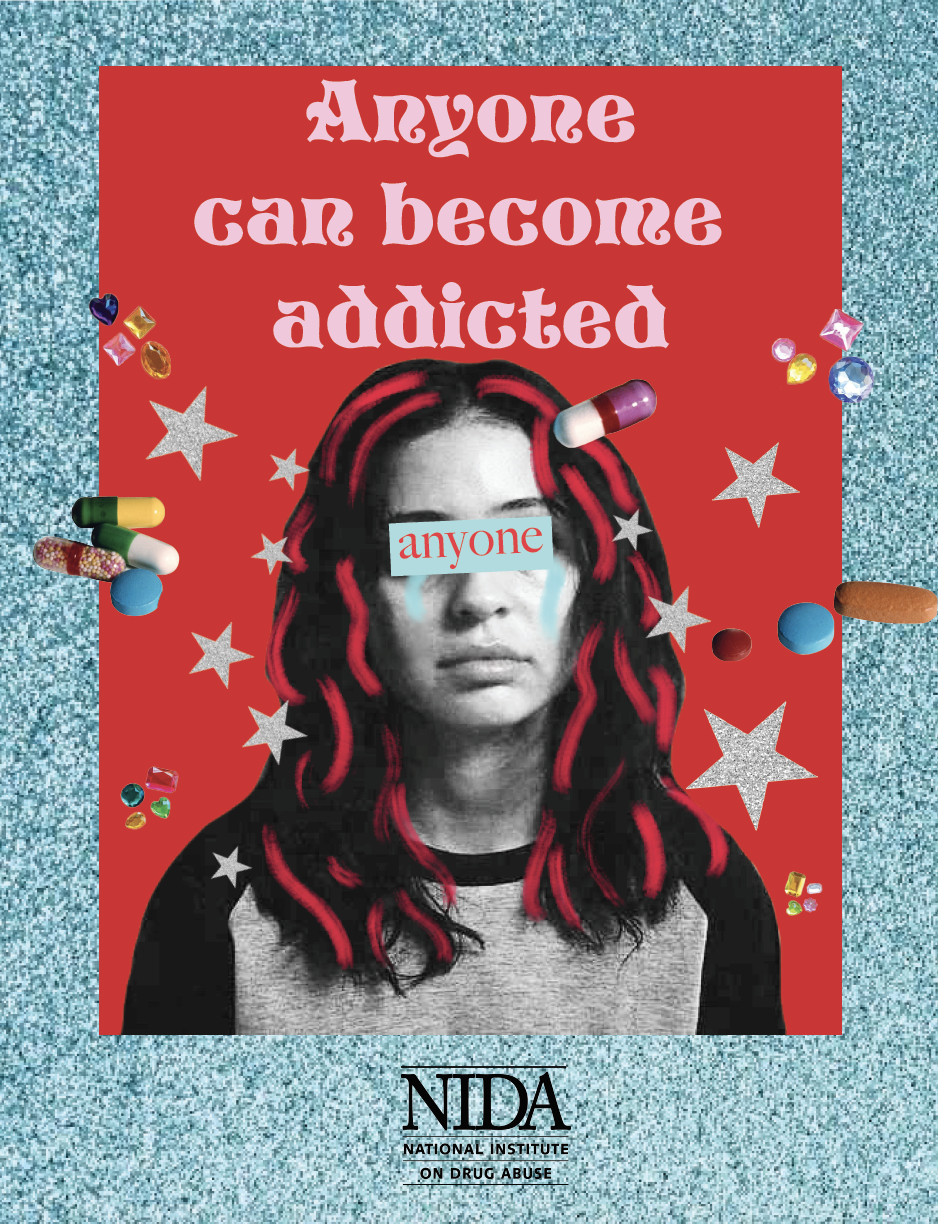 Anyone
can become
addicted
anyone
NIDA
NATIONAL INSTITUTE
ON DRUG ABUSE